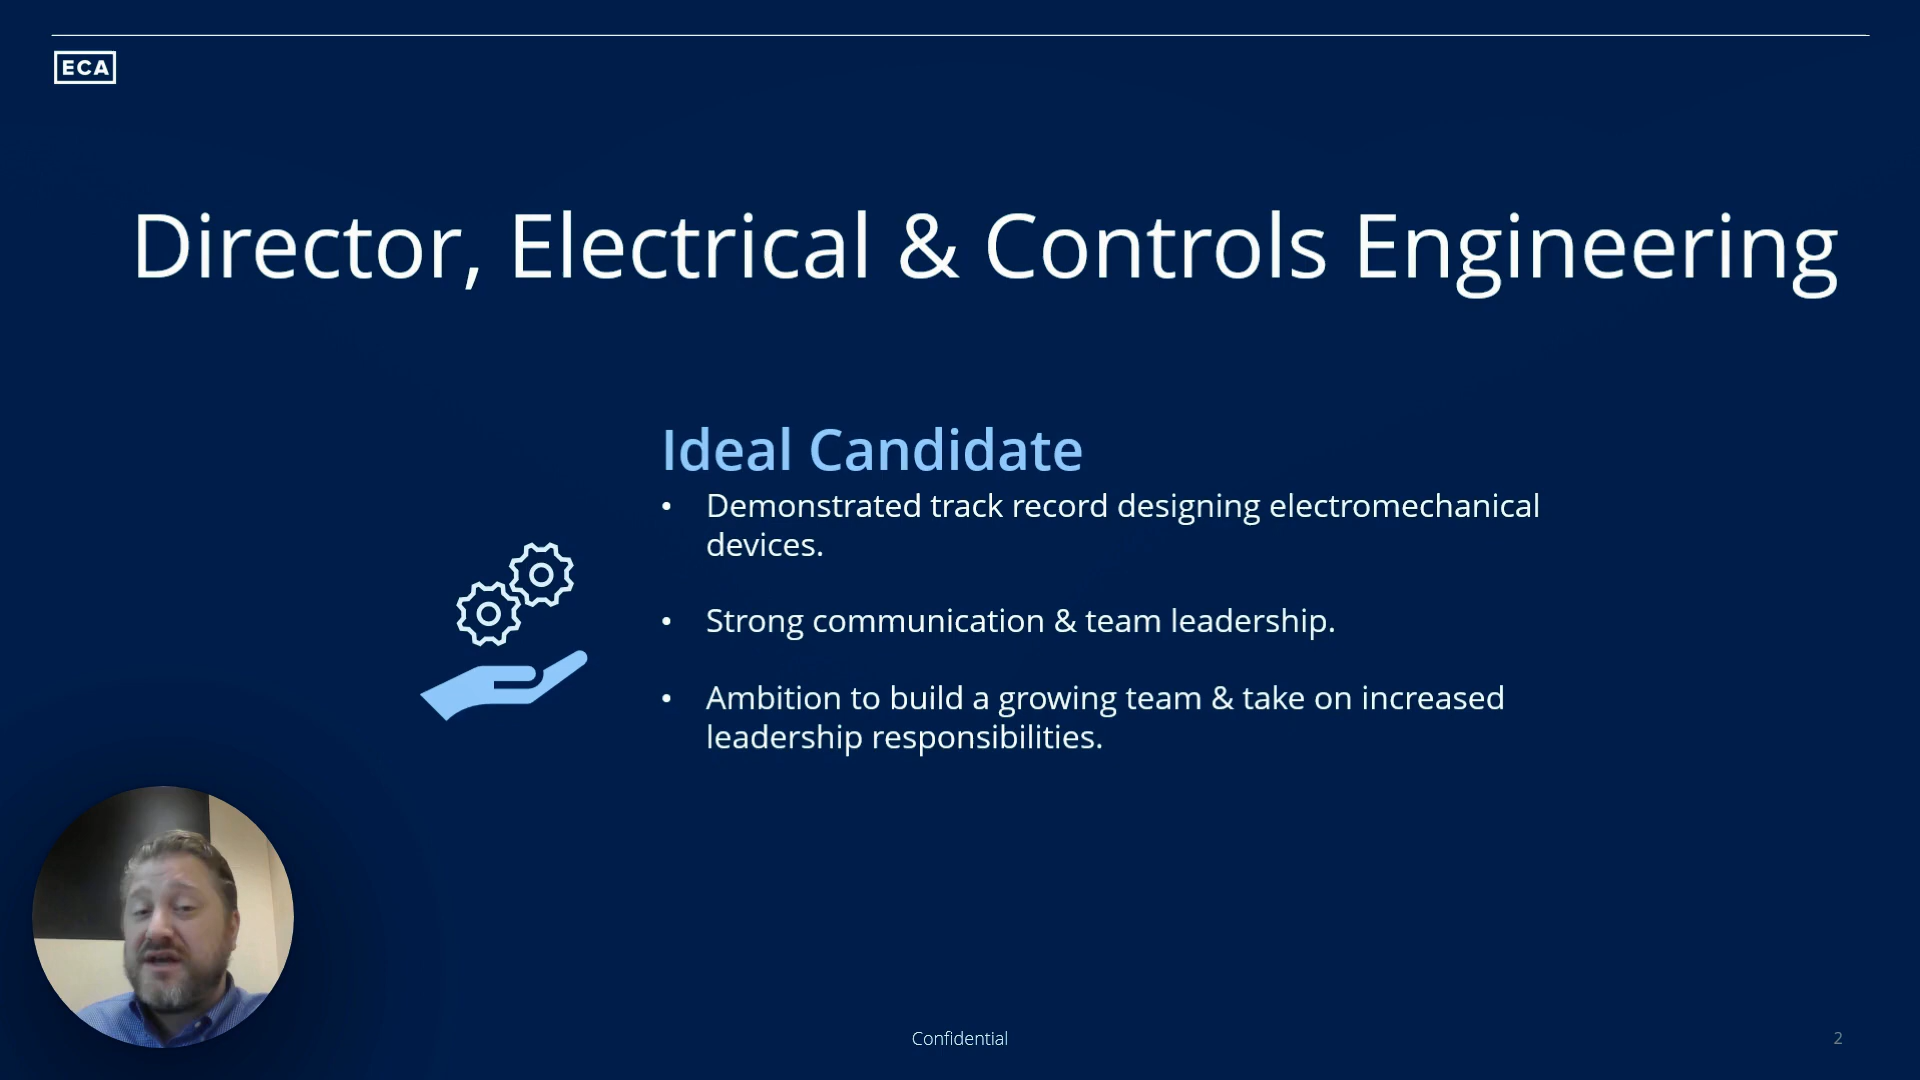 ECA
Director, Electrical & Controls Engineering
Ideal Candidate
• Demonstrated track record designing electromechanical
devices.
• Strong communication & team leadership.
• Ambition to build a growing team & take on increased
leadership responsibilities.
Confidential
2